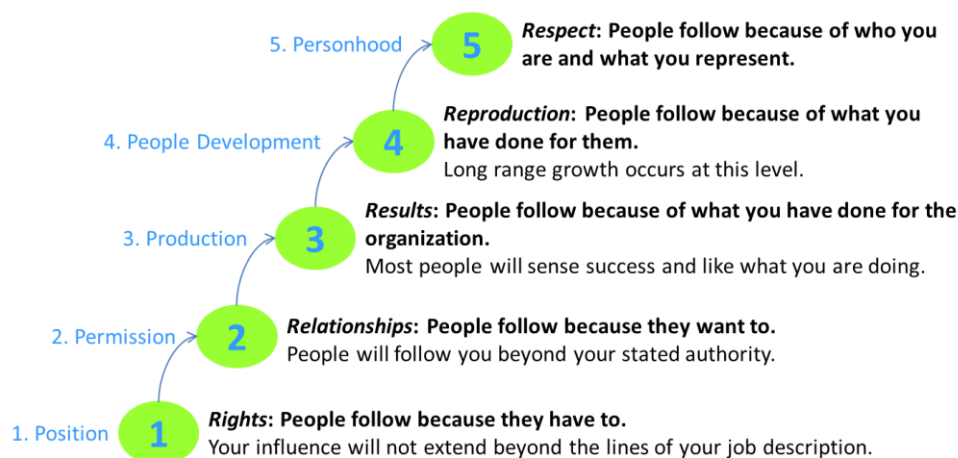 5. Personhood
5
Respect: People follow because of who you
are and what you represent.
4. People Development
4
Reproduction: People follow because of what you
have done for them.
Long range growth occurs at this level.
3. Production
3
Results: People follow because of what you have done for the
organization.
Most people will sense success and like what you are doing.
2. Permission
2
Relationships: People follow because they want to.
People will follow you beyond your stated authority.
1. Position
1
Rights: People follow because they have to.
Your influence will not extend beyond the lines of your job description.